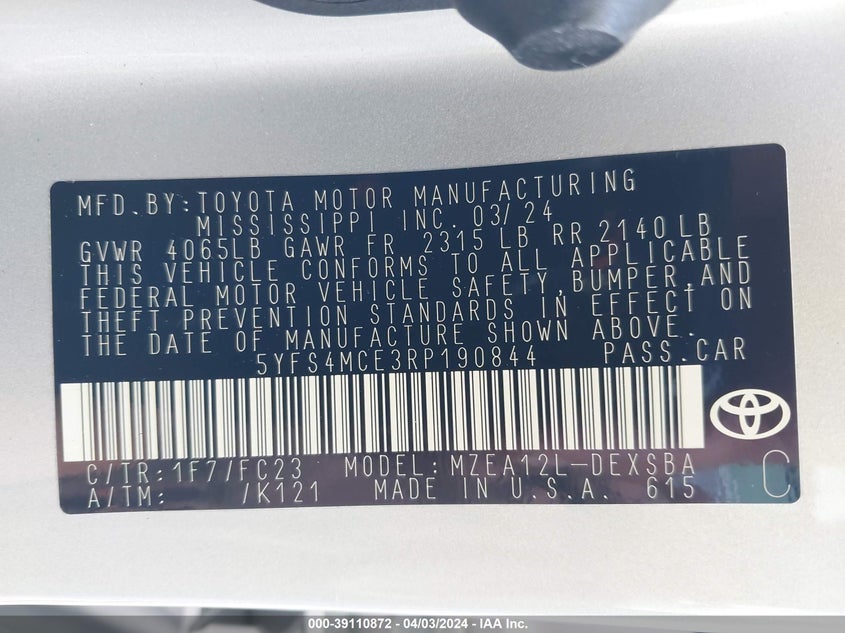 MFD.BY:TOYOTA MOTOR MANUFACTURING
MISSISSIPPI INC. 03/24
GVWR 4065LB GAWR FR 2315 LB RR 2140LB
THIS VEHICLE CONFORMS TO ALL APPLICABLE
FEDERAL MOTOR VEHICLE SAFETY,BUMPER,AND
THEFT PREVENTION STANDARDS IN EFFECT ON
THE DATE OF MANUFACTURE SHOWN ABOVE.
5YFS4MCE3RP190844 PASS.CAR
C/TR:1F7/FC23 MODEL:MZEA12L-DEXSBA
A/TM: /K121 MADE IN U.S.A. 615
C
000-39110872 - 04/03/2024 - IAA Inc.